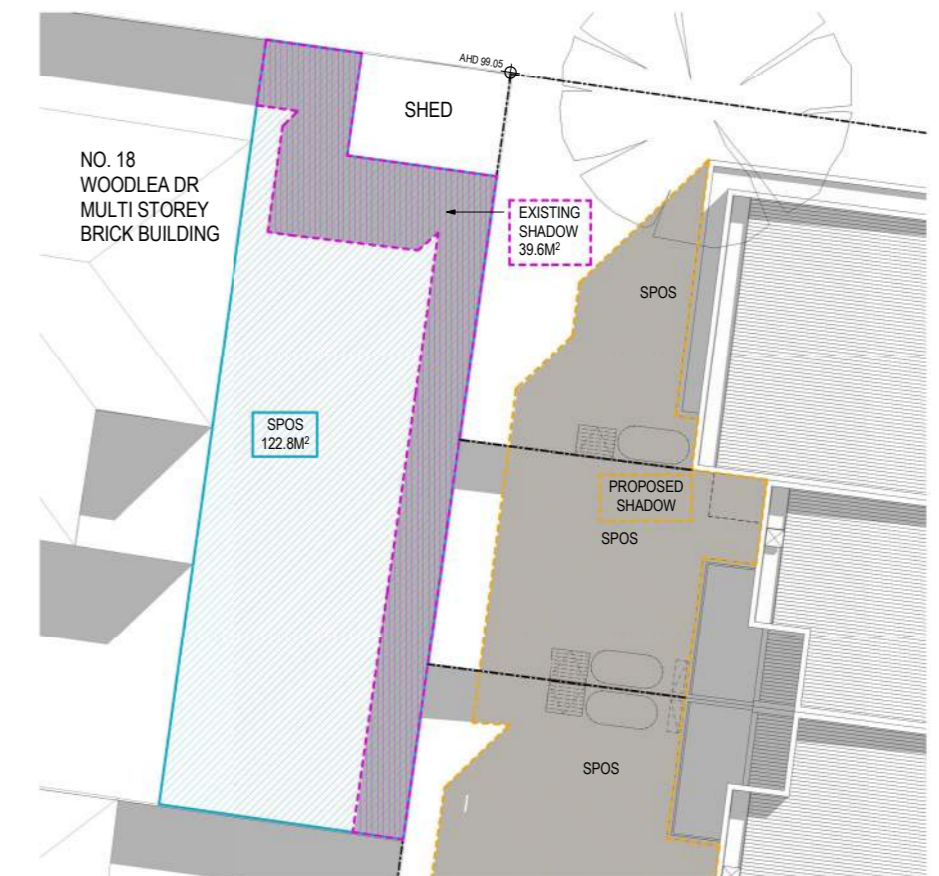 AHD 99.05
SHED
NO. 18
WOODLEA DR
MULTI STOREY
BRICK BUILDING
EXISTING
SHADOW
39.6M²
SPOS
SPOS
122.8M²
PROPOSED
SHADOW
SPOS
SPOS